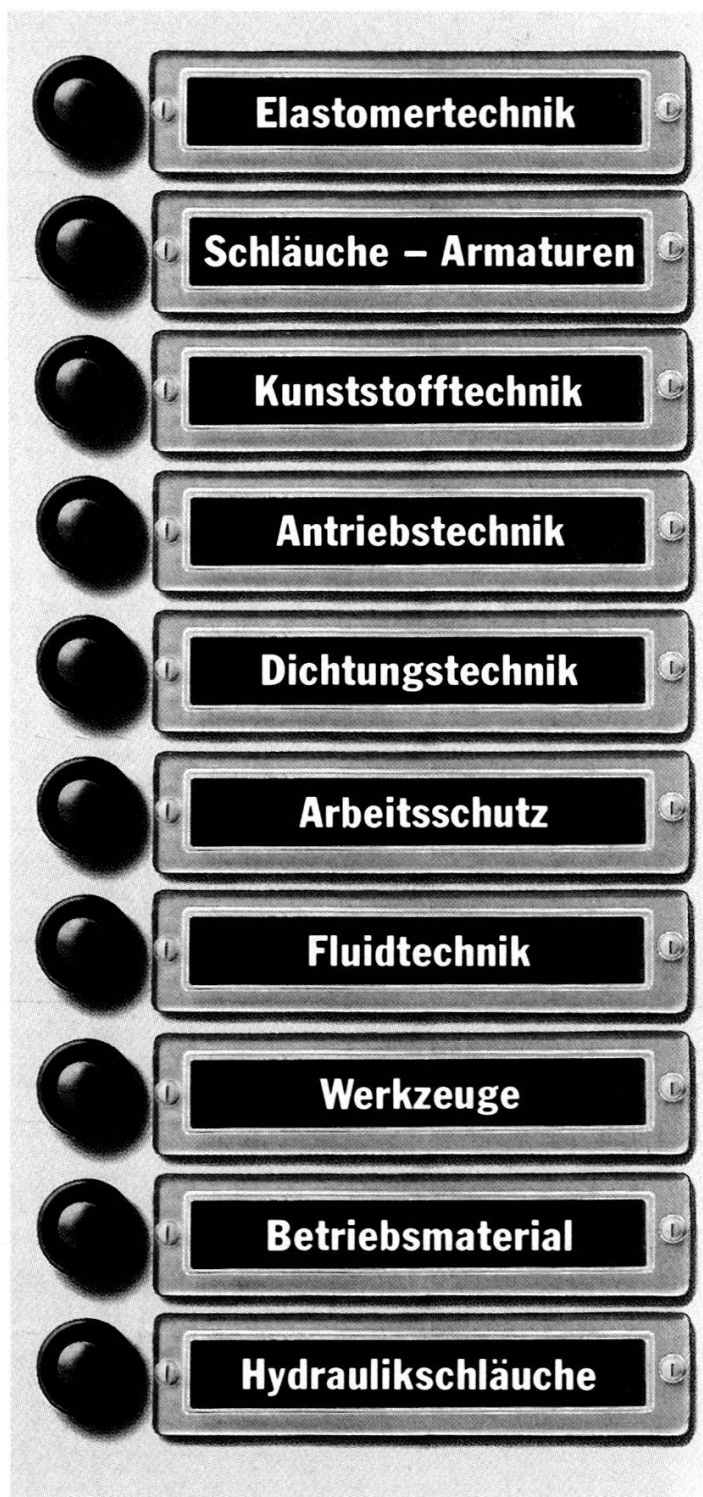 Elastomertechnik
Schläuche – Armaturen
Kunststofftechnik
Antriebstechnik
Dichtungstechnik
Arbeitsschutz
Fluidtechnik
Werkzeuge
Betriebsmaterial
Hydraulikschläuche